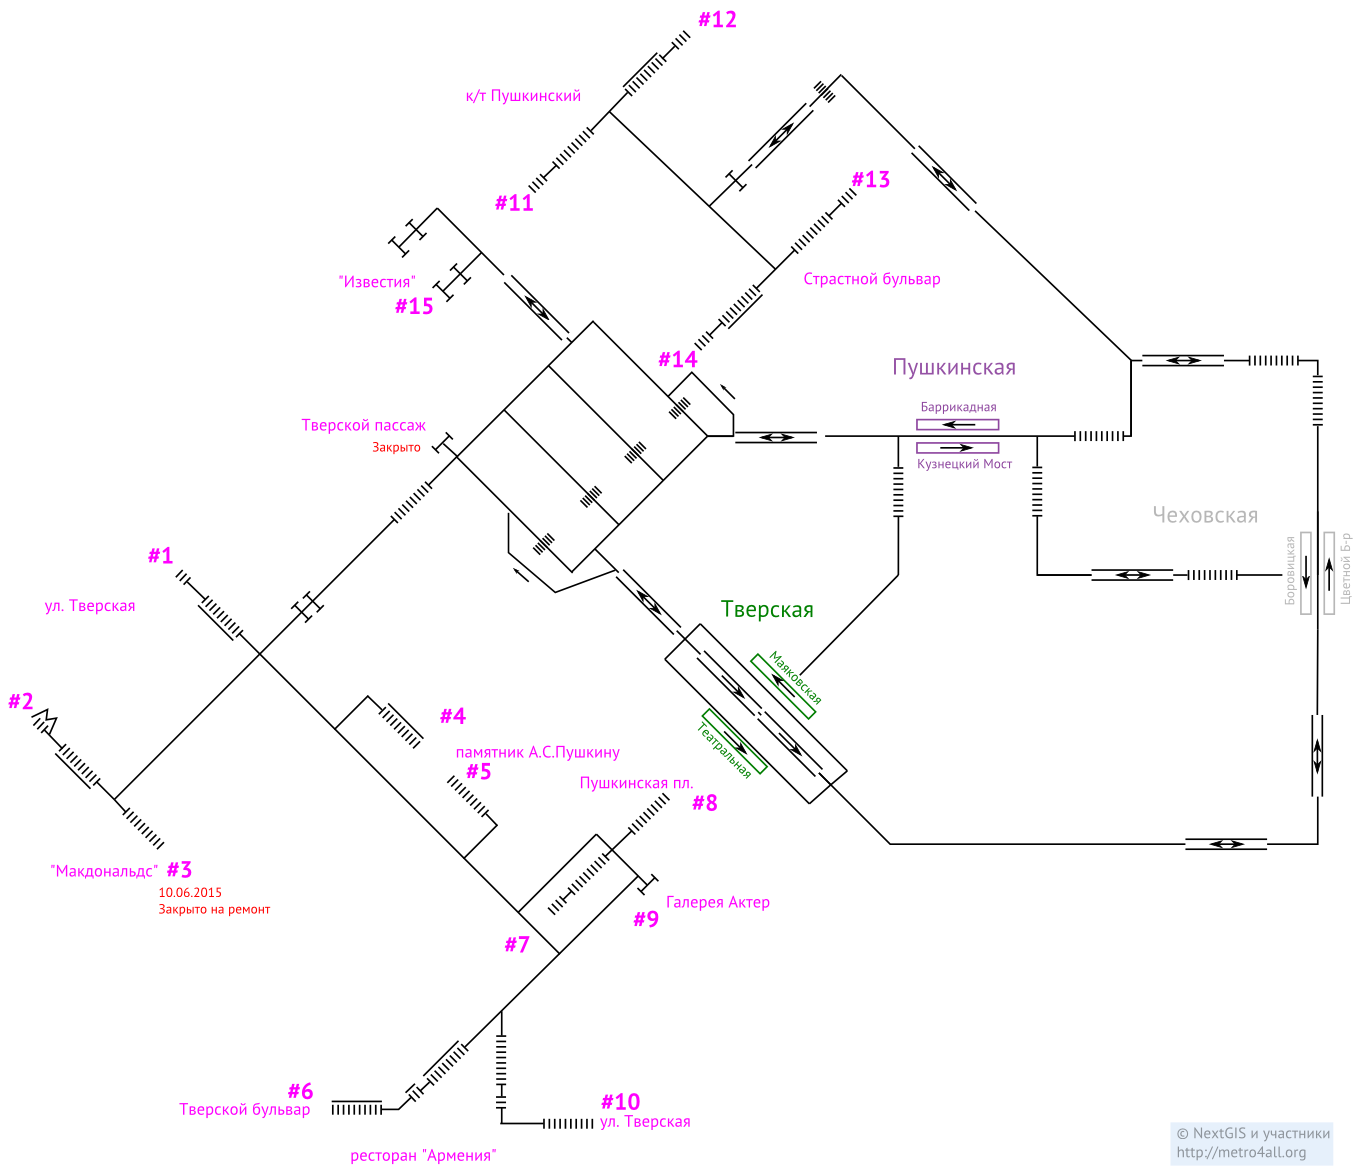 #12
к/т Пушкинский
#13
#11
"Известия"
#15
Страстной бульвар
#14
Пушкинская
Баррикадная
Кузнецкий Мост
Тверской пассаж
Закрыто
Чеховская
Боровицкая
Цветной Б-р
#1
ул. Тверская
Тверская
Маяковская
Театральная
#2
#4
памятник А.С.Пушкину
#5
Пушкинская пл.
#8
"Макдональдс" #3
10.06.2015
Закрыто на ремонт
Галерея Актер
#9
#7
#6
Тверской бульвар
#10
ул. Тверская
ресторан "Армения"
© NextGIS и участники
http://metro4all.org